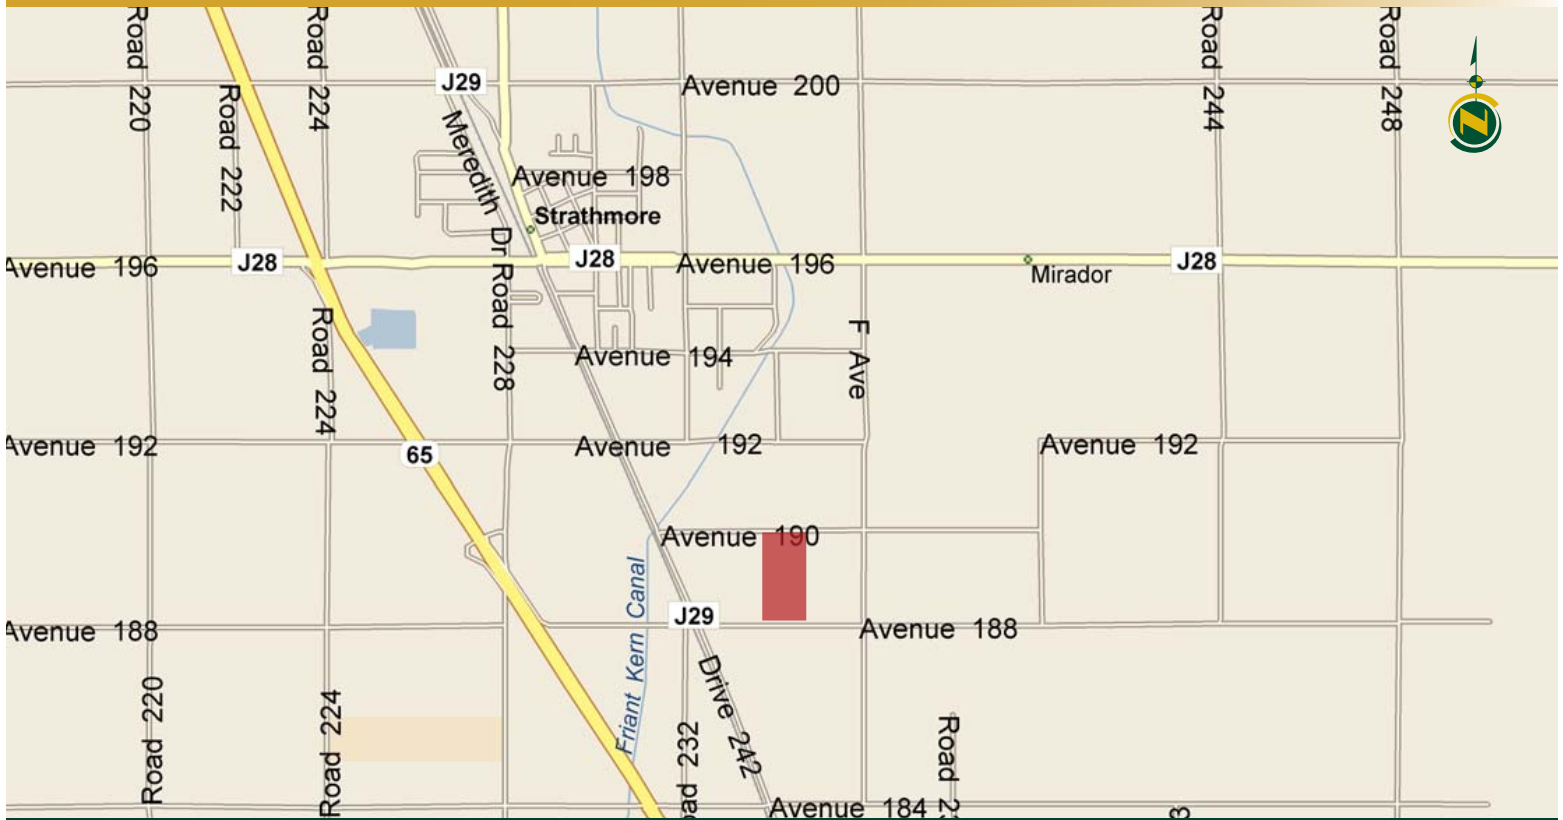 Road 220
Road 224
Road 244
Road 248
J29
Avenue 200
Road 222
Meredith Dr
Avenue 198
Strathmore
N
Avenue 196
J28
J28
Avenue 196
J28
Mirador
Road 224
Road 228
Avenue 194
F Ave
Avenue 192
65
Avenue 192
Avenue 192
Avenue 190
Friant Kern Canal
J29
Avenue 188
Avenue 188
Road 220
Road 224
Road 232
Drive 242
Road 2
Avenue 184
3